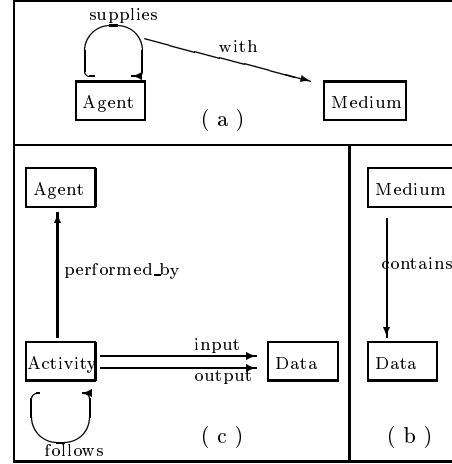 supplies
with
Agent
Medium
( a )
Agent
Medium
performed_by
contains
input
Activity
Data
Data
output
( c )
( b )
follows